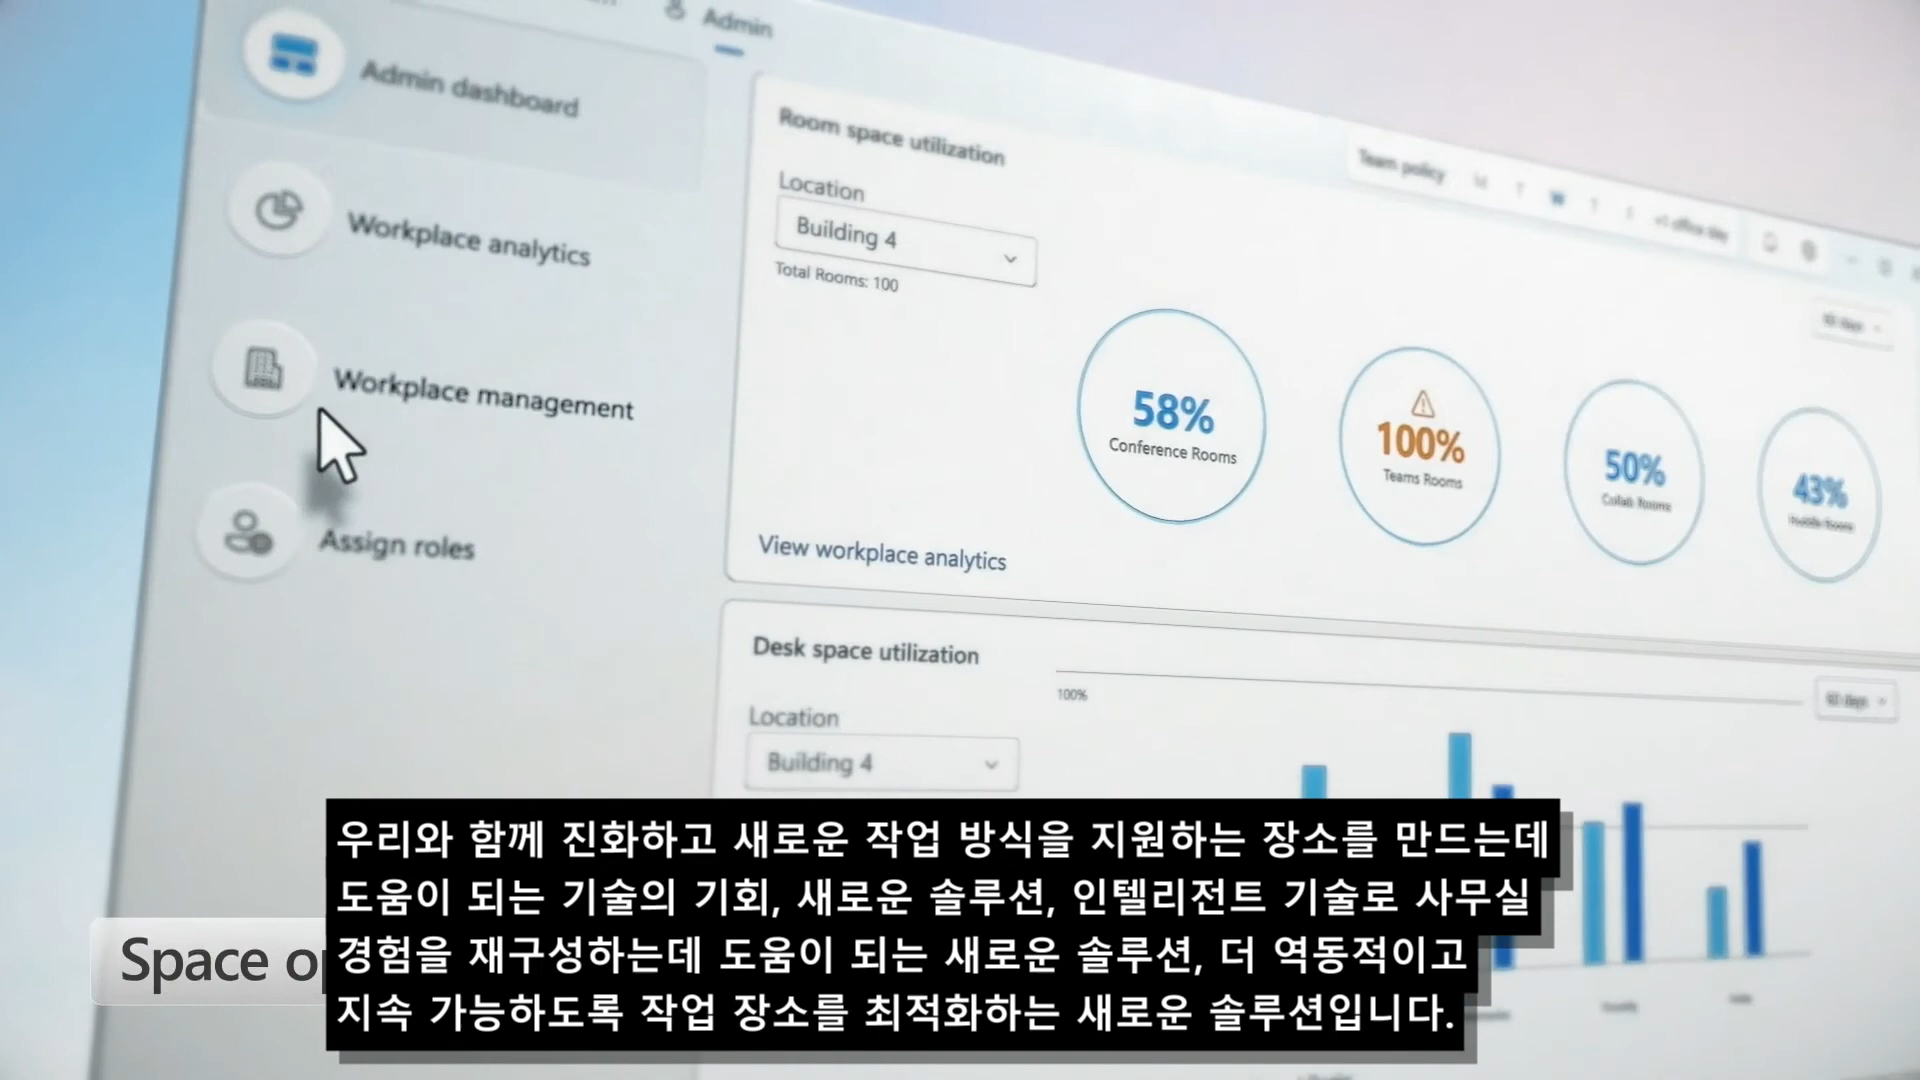 Admin
Admin dashboard
Workplace analytics
Workplace management
Assign roles
Room space utilization
Location
Building 4
Total Rooms: 100
Team policy
58%
Conference Rooms
100%
Teams Rooms
50%
Collab Rooms
43%
View workplace analytics
Desk space utilization
Location
Building 4
100%
Space
우리와 함께 진화하고 새로운 작업 방식을 지원하는 장소를 만드는데
도움이 되는 기술의 기회, 새로운 솔루션, 인텔리전트 기술로 사무실
경험을 재구성하는데 도움이 되는 새로운 솔루션, 더 역동적이고
지속 가능하도록 작업 장소를 최적화하는 새로운 솔루션입니다.